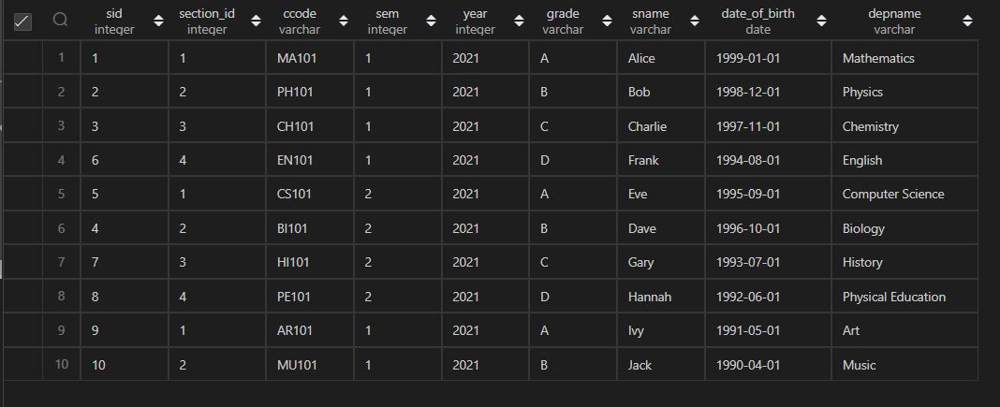 sid section_id ccode sem year grade sname date_of_birth depname
integer integer varchar integer integer varchar varchar date varchar
1 1 1 MA101 1 2021 A Alice 1999-01-01 Mathematics
2 2 2 PH101 1 2021 B Bob 1998-12-01 Physics
3 3 3 CH101 1 2021 C Charlie 1997-11-01 Chemistry
4 6 4 EN101 1 2021 D Frank 1994-08-01 English
5 5 1 CS101 2 2021 A Eve 1995-09-01 Computer Science
6 4 2 BI101 2 2021 B Dave 1996-10-01 Biology
7 7 3 HI101 2 2021 C Gary 1993-07-01 History
8 8 4 PE101 2 2021 D Hannah 1992-06-01 Physical Education
9 9 1 AR101 1 2021 A Ivy 1991-05-01 Art
10 10 2 MU101 1 2021 B Jack 1990-04-01 Music